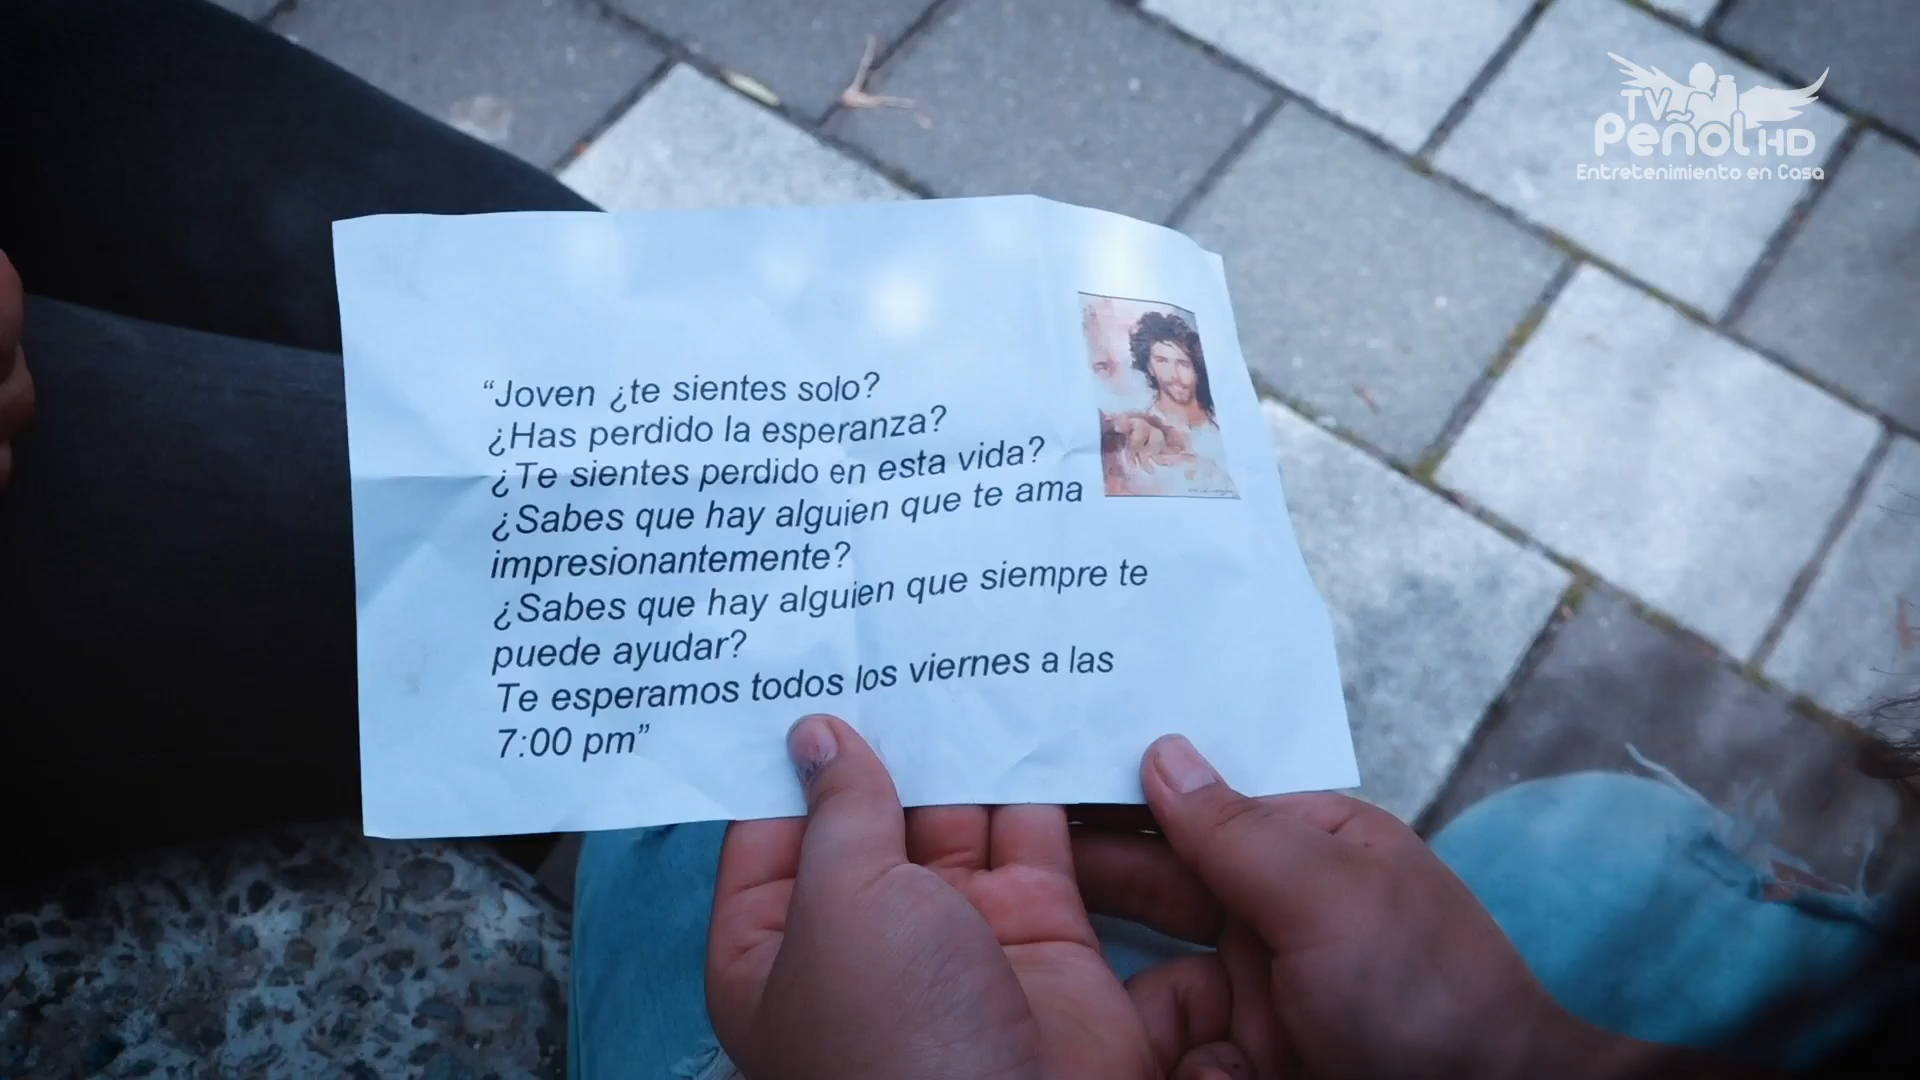 TV
Peñol HD
Entretenimiento en Casa
“Joven ¿te sientes solo?
¿Has perdido la esperanza?
¿Te sientes perdido en esta vida?
¿Sabes que hay alguien que te ama
impresionantemente?
¿Sabes que hay alguien que siempre te
puede ayudar?
Te esperamos todos los viernes a las
7:00 pm”